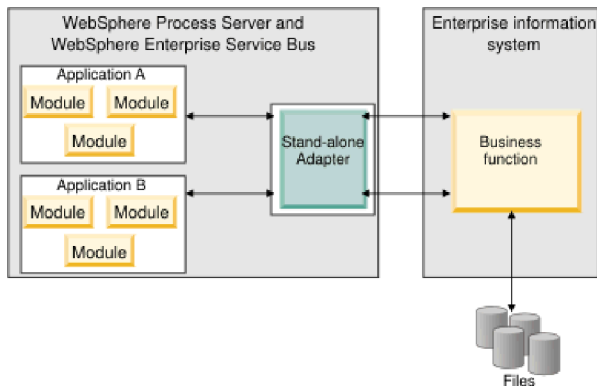 WebSphere Process Server and
WebSphere Enterprise Service Bus
Application A
Module
Module
Module
Application B
Module
Module
Module
Stand-alone
Adapter
Enterprise information
system
Business
function
Files